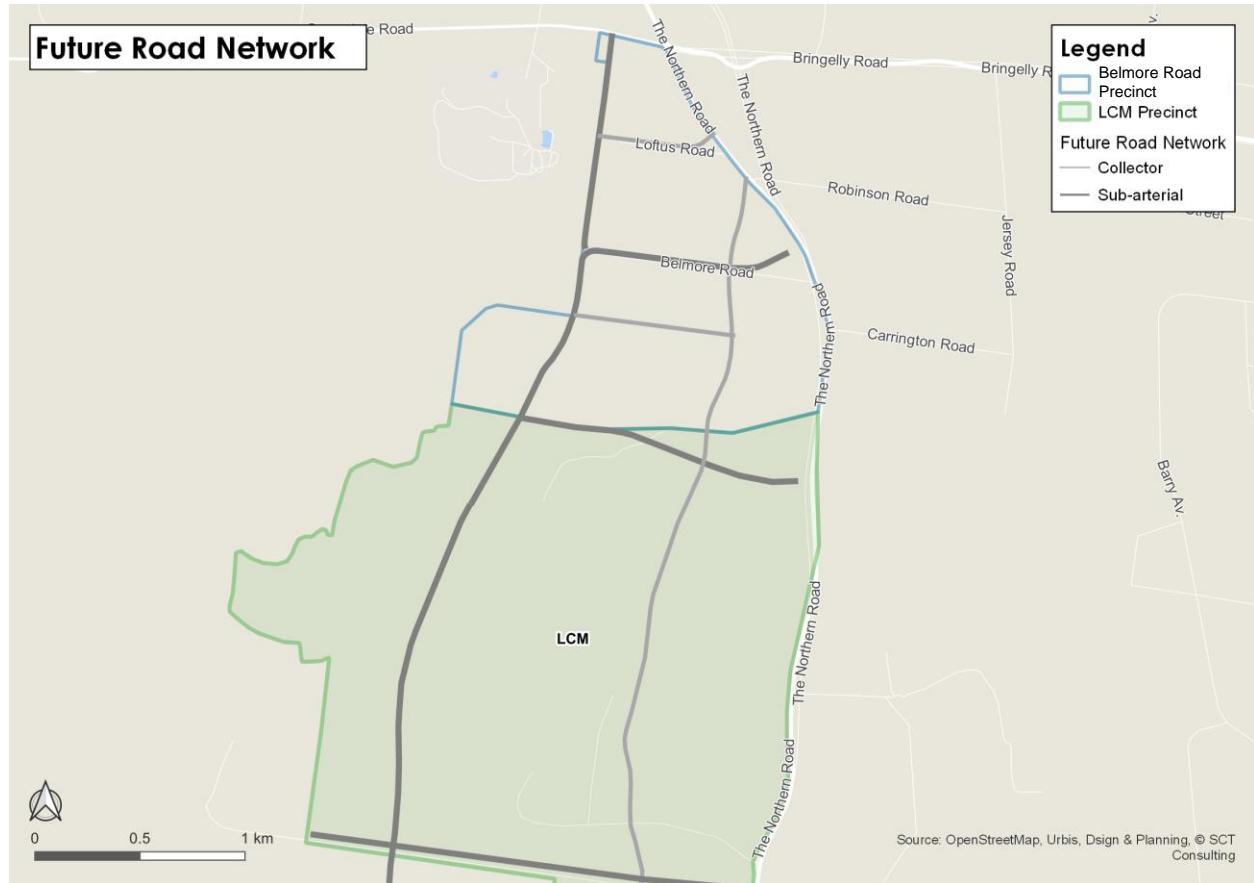 Future Road Network
le Road
The Northern Road
The Northern Road
Bringelly Road
Bringelly R
v.
Legend
Belmore Road
Precinct
LCM Precinct
Future Road Network
Collector
Sub-arterial
Loftus Road
Robinson Road
Street
Jersey Road
Belmore Road
The Northern Road
Carrington Road
Barry Av.
LCM
The Northern Road
The Northern Road
0 0.5 1 km
Source: OpenStreetMap, Urbis, Dsign & Planning, © SCT
Consulting